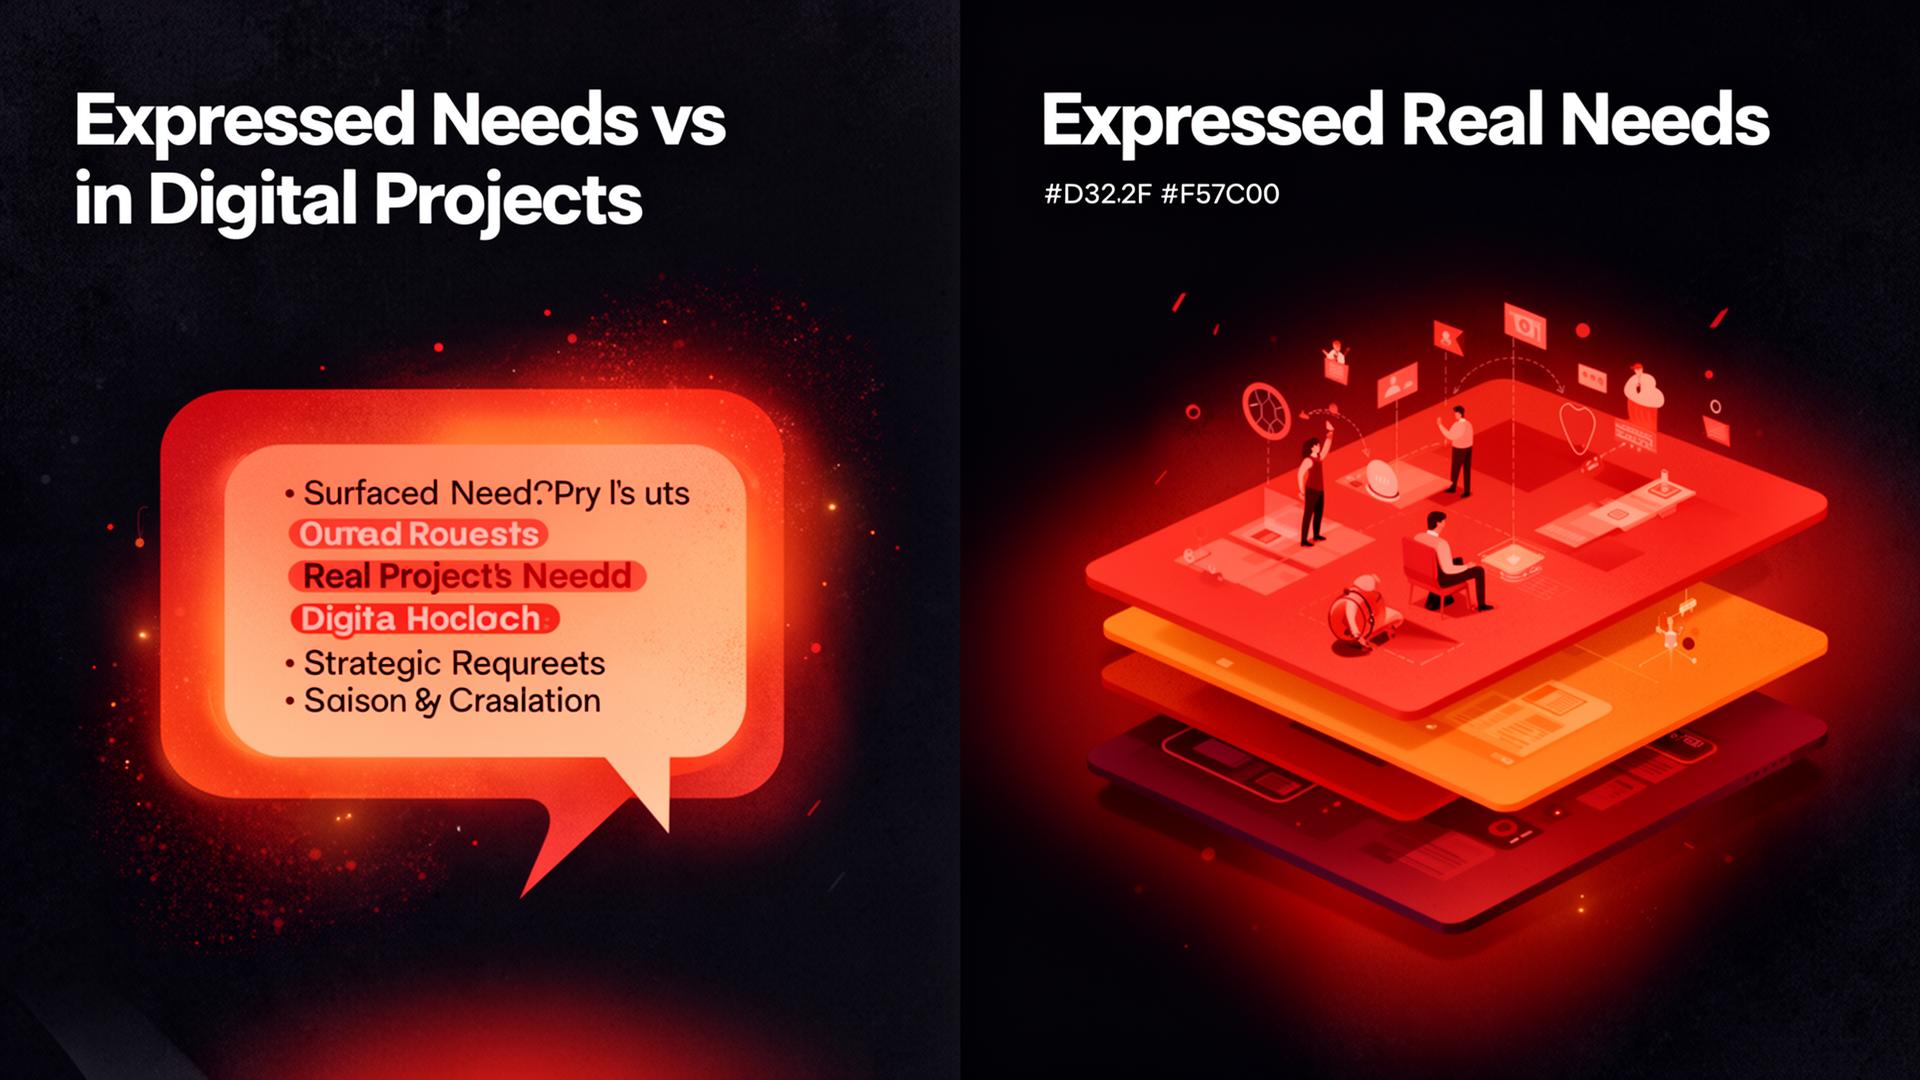 Expressed Needs vs
in Digital Projects
• Surfaced Need?Pry l's uts
Ourrad Rouests
Real Project's Needd
Digita Hoclach
• Strategic Requreets
• Saison & Craslation
Expressed Real Needs
#D32.2F #F57C00